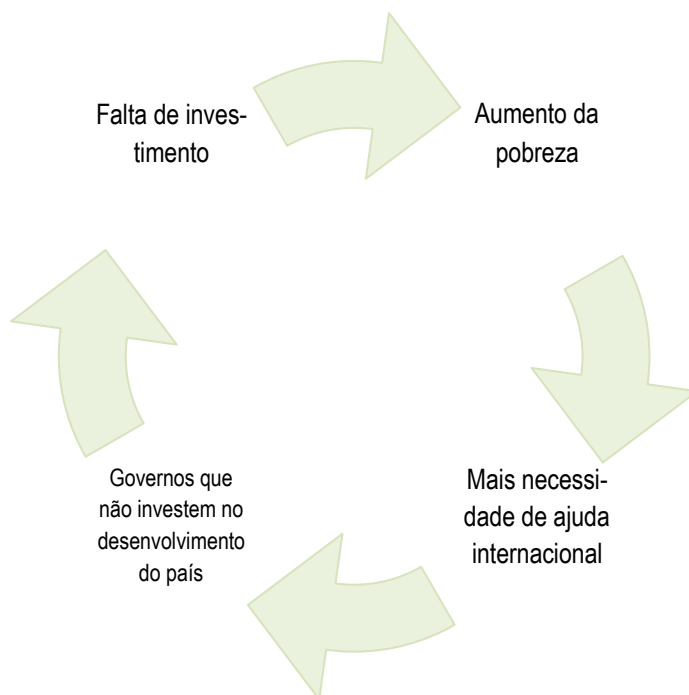 Falta de inves-
timento
Aumento da
pobreza
Mais necessi-
dade de ajuda
internacional
Governos que
não investem no
desenvolvimento
do país